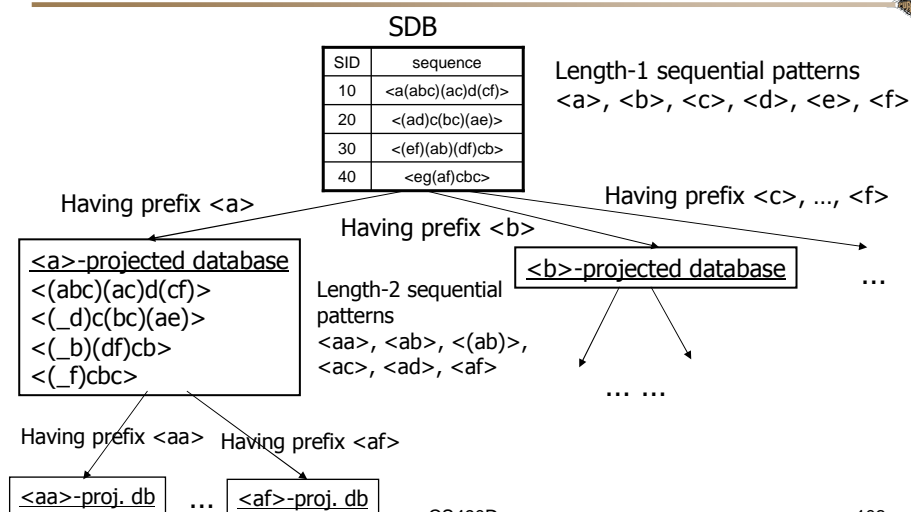 SDB
SID sequence
10 <a(abc)(ac)d(cf)>
20 <(ad)c(bc)(ae)>
30 <(ef)(ab)(df)cb>
40 <eg(af)cbc>
Length-1 sequential patterns
<a>, <b>, <c>, <d>, <e>, <f>
Having prefix <a>
Having prefix <b>
Having prefix <c>, …, <f>
<a>-projected database
<(abc)(ac)d(cf)>
<(_d)c(bc)(ae)>
<(_b)(df)cb>
<(_f)cbc>
Length-2 sequential
patterns
<aa>, <ab>, <(ab)>,
<ac>, <ad>, <af>
<b>-projected database
…
… …
Having prefix <aa>
Having prefix <af>
<aa>-proj. db
…
<af>-proj. db